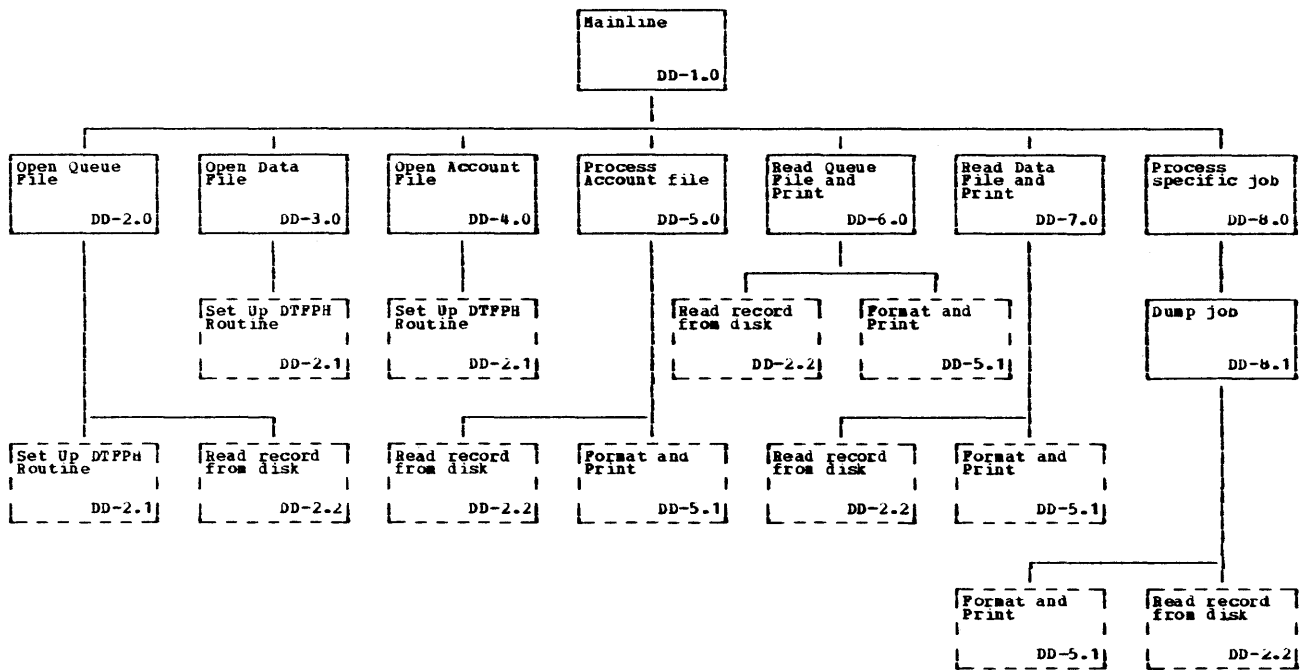 Mainline
DD-1.0
Open Queue
File
DD-2.0
Open Data
File
DD-3.0
Open Account
File
DD-4.0
Process
Account file
DD-5.0
Read Queue
File and
Print
DD-6.0
Read Data
File and
Print
DD-7.0
Process
specific job
DD-8.0
Set Up DTFPH
Routine
DD-2.1
Set Up DTFPH
Routine
DD-2.1
Read record
from disk
DD-2.2
Format and
Print
DD-5.1
Dump job
DD-8.1
Set Up DTFPH
Routine
DD-2.1
Read record
from disk
DD-2.2
Read record
from disk
DD-2.2
Format and
Print
DD-5.1
Read record
from disk
DD-2.2
Format and
Print
DD-5.1
Format and
Print
DD-5.1
Read record
from disk
DD-2.2